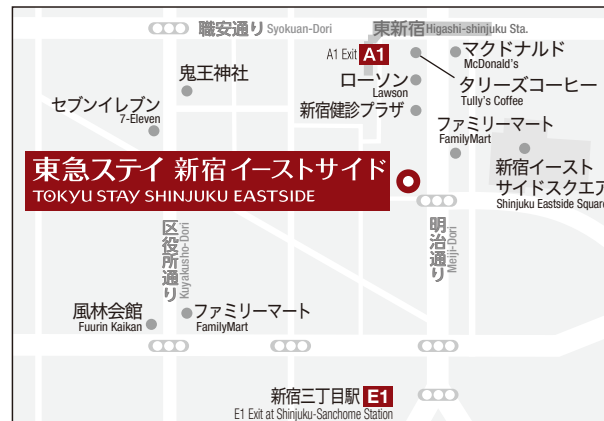 職安通り Syokuan-Dori
東新宿 Higashi-shinjuku Sta.
A1 Exit A1
マクドナルド
McDonald's
鬼王神社
ローソン
Lawson
タリーズコーヒー
Tully's Coffee
セブンイレブン
7-Eleven
新宿健診プラザ
ファミリーマート
FamilyMart
東急ステイ 新宿 イーストサイド
TOKYU STAY SHINJUKU EASTSIDE
新宿イースト
サイドスクエア
Shinjuku Eastside Square
区役所通り
Kuyakusho-Dori
明治通り
Meiji-Dori
風林会館
Fuurin Kaikan
ファミリーマート
FamilyMart
新宿三丁目駅 E1
E1 Exit at Shinjuku-Sanchome Station